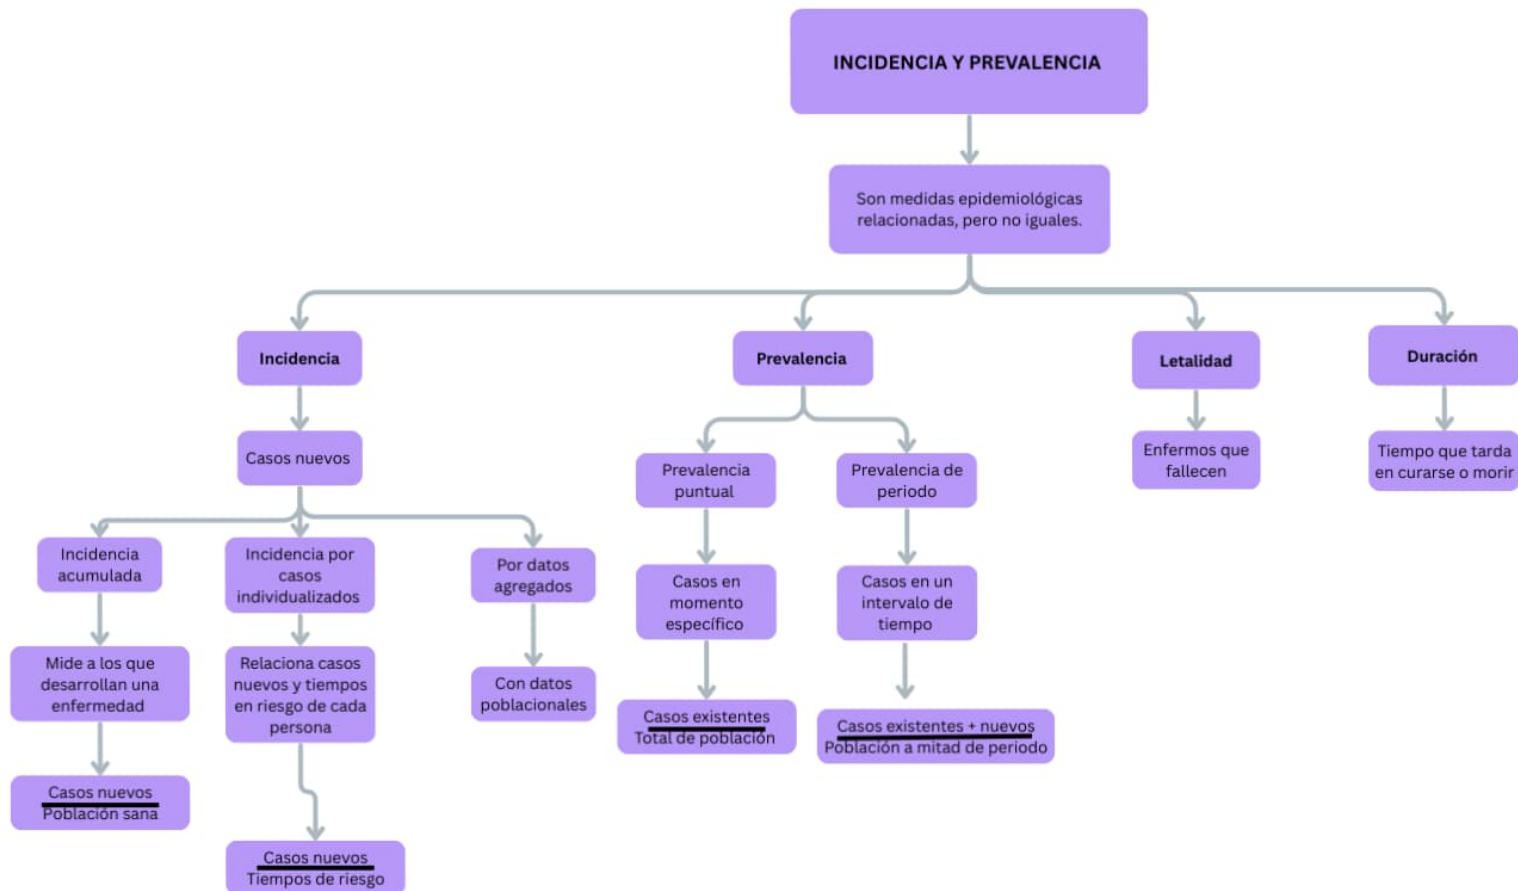 INCIDENCIA Y PREVALENCIA
Son medidas epidemiológicas
relacionadas, pero no iguales.
Incidencia
Casos nuevos
Incidencia
acumulada
Mide a los que
desarrollan una
enfermedad
Casos nuevos
Población sana
Incidencia por
casos
individualizados
Relaciona casos
nuevos y tiempos
en riesgo de cada
persona
Casos nuevos
Tiempos de riesgo
Por datos
agregados
Con datos
poblacionales
Prevalencia
Prevalencia
puntual
Casos en
momento
específico
Casos existentes
Total de población
Prevalencia de
periodo
Casos en un
intervalo de
tiempo
Casos existentes + nuevos
Población a mitad de periodo
Letalidad
Enfermos que
fallecen
Duración
Tiempo que tarda
en curarse o morir